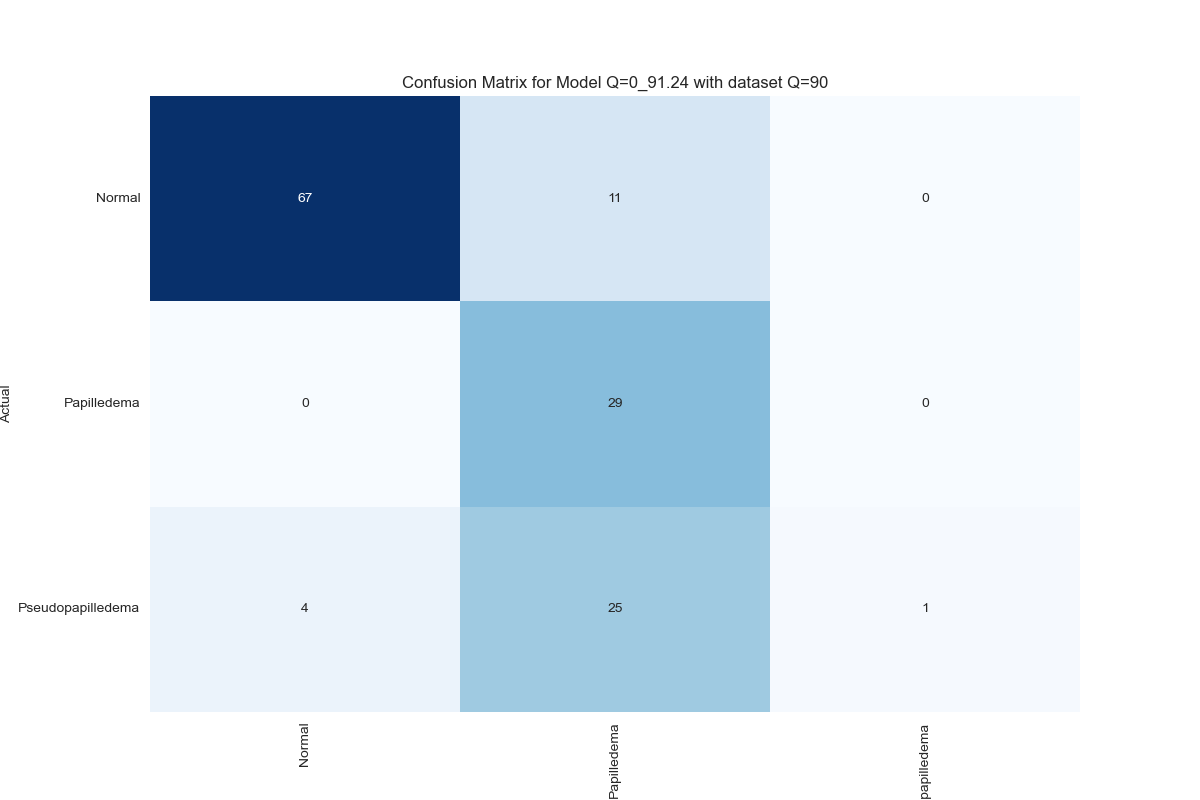 Confusion Matrix for Model Q=0_91.24 with dataset Q=90
Actual
Normal
67
11
0
Papilledema
0
29
0
Pseudopapilledema
4
25
1
Normal
Papilledema
papilledema